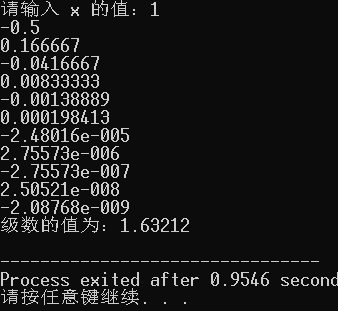 请输入 x 的值：1
-0.5
0.166667
-0.0416667
0.00833333
-0.00138889
0.000198413
-2.48016e-005
2.75573e-006
-2.75573e-007
2.50521e-008
-2.08768e-009
级数的值为：1.63212
--------------------------------
Process exited after 0.9546 second
请按任意键继续. . .